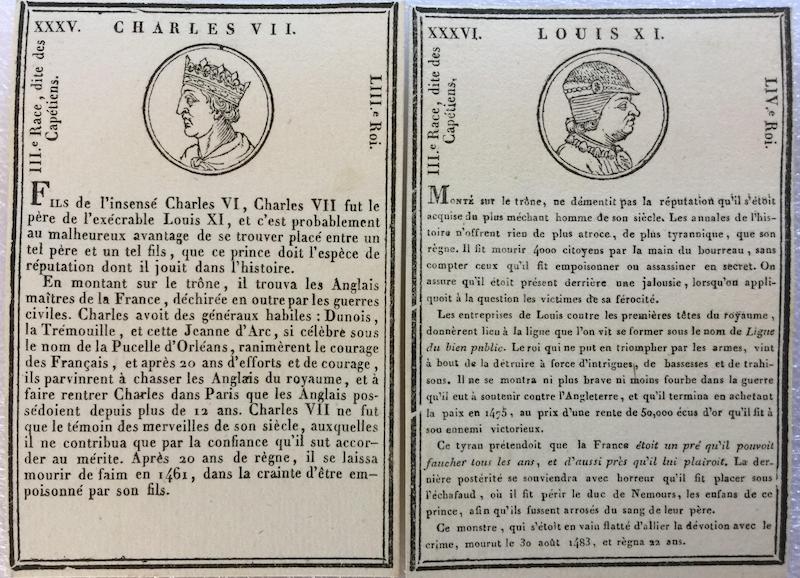 XXXV. CHARLES VII.
III.e Race, dite des
Capétiens.
LIII.e Roi.
Fils de l'insensé Charles VI, Charles VII fut le
père de l'exécrable Louis XI, et c'est probablement
au malheureux avantage de se trouver placé entre un
tel père et un tel fils, que ce prince doit l'espèce de
réputation dont il jouit dans l'histoire.
En montant sur le trône, il trouva les Anglais
maîtres de la France, déchirée en outre par les guerres
civiles. Charles avoit des généraux habiles : Dunois,
la Trémouille, et cette Jeanne d'Arc, si célèbre sous
le nom de la Pucelle d'Orléans, ranimèrent le courage
des Français, et après 20 ans d'efforts et de courage,
ils parvinrent à chasser les Anglais du royaume, et à
faire rentrer Charles dans Paris que les Anglais pos-
sédoient depuis plus de 12 ans. Charles VII ne fut
que le témoin des merveilles de son siècle, auxquelles
il ne contribua que par la confiance qu'il sut accor-
der au mérite. Après 20 ans de règne, il se laissa
mourir de faim en 1461, dans la crainte d'être em-
poisonné par son fils.
XXXVI. LOUIS XI.
III.e Race, dite des
Capétiens,
LIV.e Roi.
Monté sur le trône, ne démentit pas la réputation qu'il s'étoit
acquise du plus méchant homme de son siècle. Les annales de l'his-
toire n'offrent rien de plus atroce, de plus tyrannique, que son
règne. Il fit mourir 4000 citoyens par la main du bourreau, sans
compter ceux qu'il fit empoisonner ou assassiner en secret. On
assure qu'il étoit présent derrière une jalousie, lorsqu'on appli-
quoit à la question les victimes de sa férocité.
Les entreprises de Louis contre les premières têtes du royaume,
donnèrent lieu à la ligue que l'on vit se former sous le nom de Ligue
du bien public. Le roi qui ne put en triompher par les armes, vint
à bout de la détruire à force d'intrigues, de bassesses et de trahi-
sons. Il ne se montra ni plus brave ni moins fourbe dans la guerre
qu'il eut à soutenir contre l'Angleterre, et qu'il termina en achetant
la paix en 1475, au prix d'une rente de 50,000 écus d'or qu'il fit à
son ennemi victorieux.
Ce tyran prétendoit que la France étoit un pré qu'il pouvoit
faucher tous les ans, et d'aussi près qu'il lui plairoit. La der-
nière postérité se souviendra avec horreur qu'il fit placer sous
l'échafaud, où il fit périr le duc de Nemours, les enfans de ce
prince, afin qu'ils fussent arrosés du sang de leur père.
Ce monstre, qui s'étoit en vain flatté d'allier la dévotion avec le
crime, mourut le 30 août 1483, et règna 22 ans.